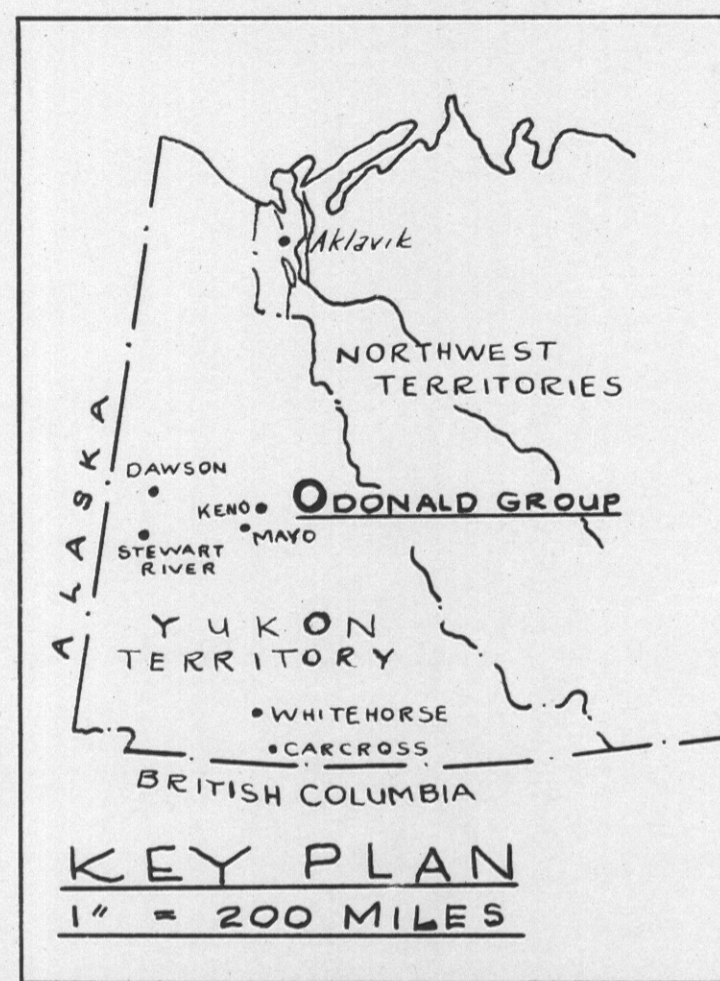 Aklavik
NORTHWEST
TERRITORIES
ALASKA
DAWSON
KENO
DONALD GROUP
MAYO
STEWART
RIVER
YUKON
TERRITORY
WHITEHORSE
CARCROSS
BRITISH COLUMBIA
KEY PLAN
1" = 200 MILES